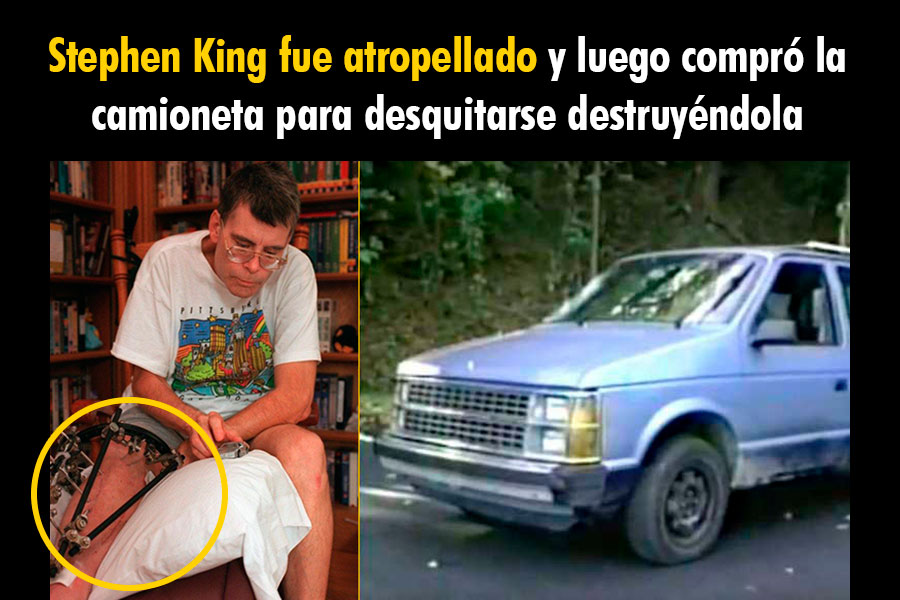 Stephen King fue atropellado y luego compró la
camioneta para desquitarse destruyéndola